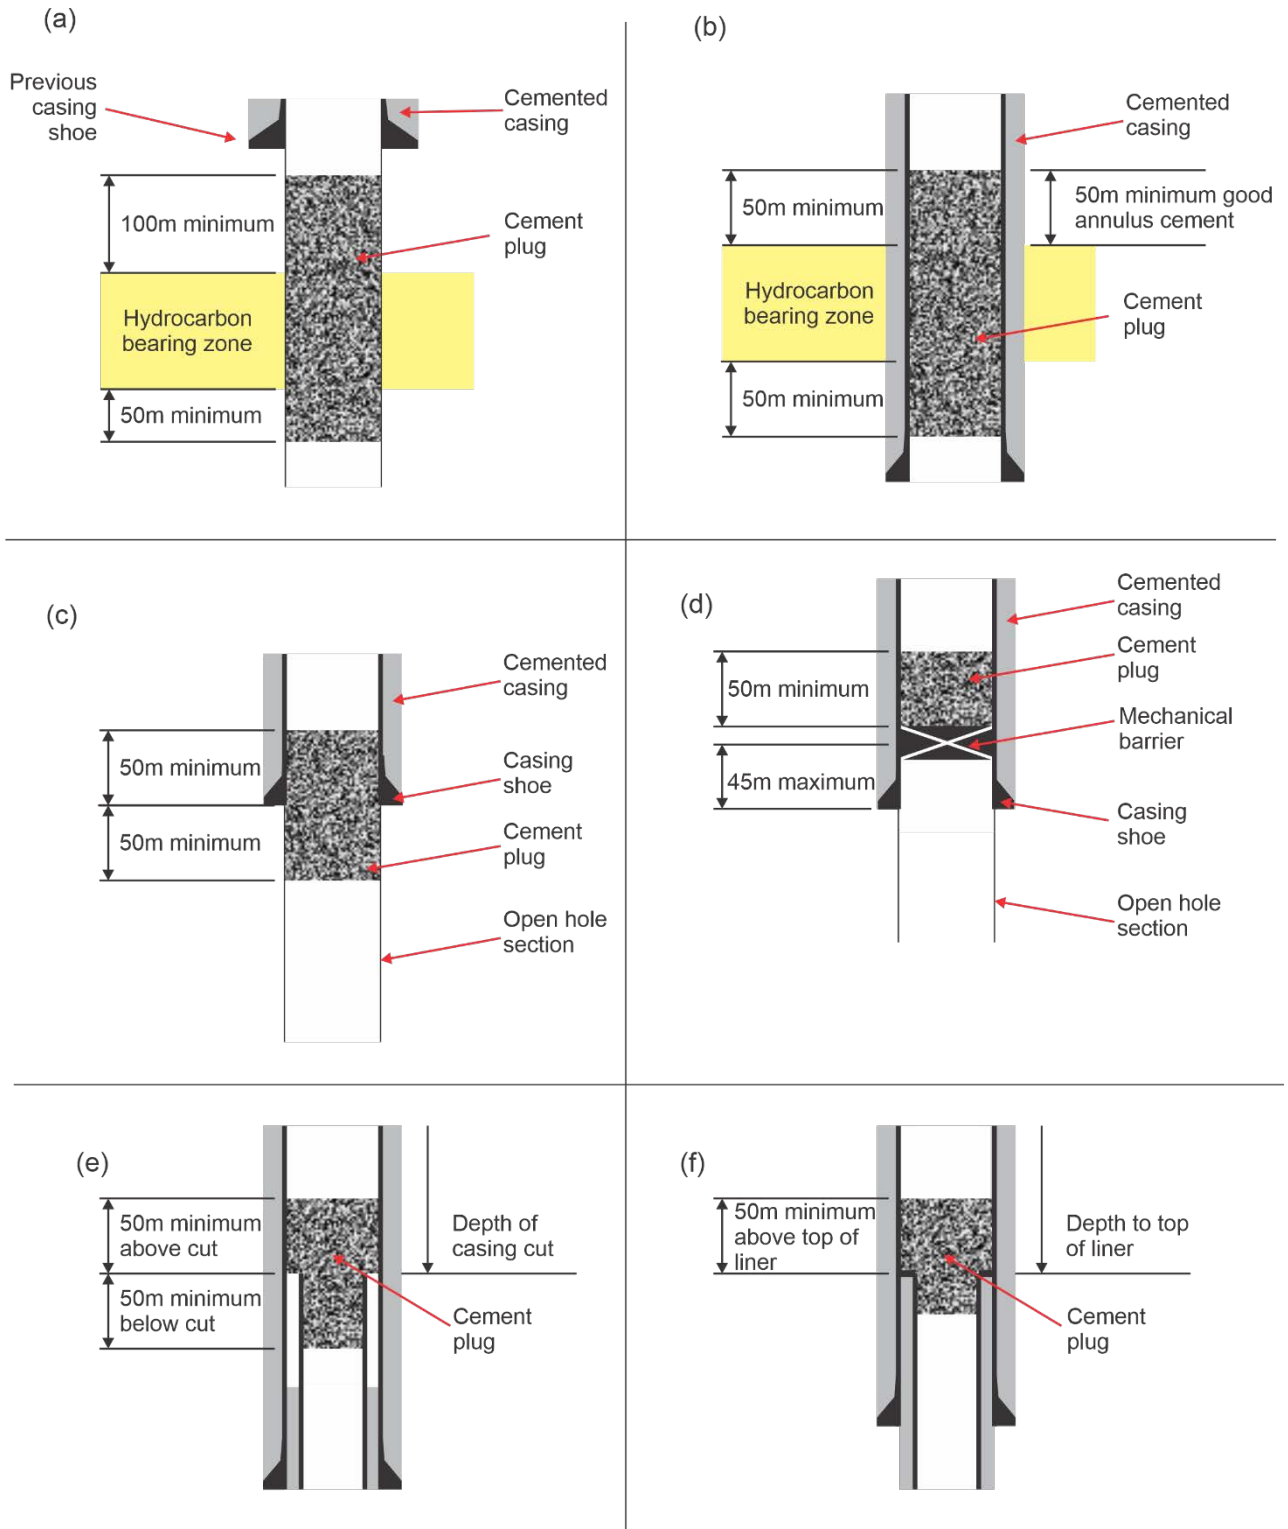 (a)
Previous
casing
shoe
Cemented
casing
100m minimum
Cement
plug
Hydrocarbon
bearing zone
50m minimum
(b)
Cemented
casing
50m minimum
50m minimum good
annulus cement
Hydrocarbon
bearing zone
Cement
plug
50m minimum
(c)
Cemented
casing
50m minimum
Casing
shoe
50m minimum
Cement
plug
Open hole
section
(d)
Cemented
casing
Cement
plug
50m minimum
Mechanical
barrier
45m maximum
Casing
shoe
Open hole
section
(e)
50m minimum
above cut
Depth of
casing cut
50m minimum
below cut
Cement
plug
(f)
50m minimum
above top of
liner
Depth to top
of liner
Cement
plug